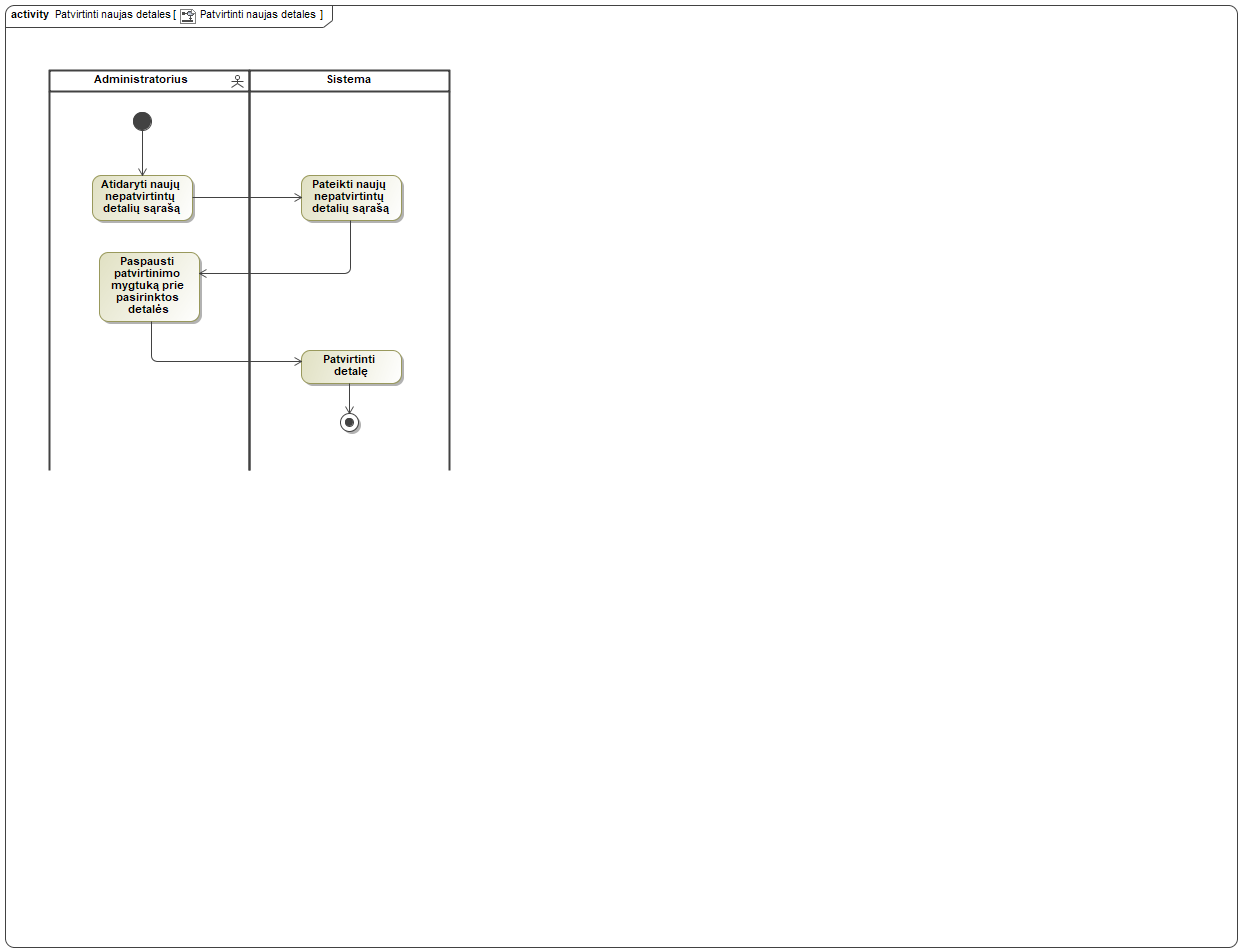 activity Patvirtinti naujas detales [ Patvirtinti naujas detales ]
Administratorius
Sistema
Atidaryti naujų
nepatvirtintų
detalių sąrašą
Pateikti naujų
nepatvirtintų
detalių sąrašą
Paspausti
patvirtinimo
mygtuką prie
pasirinktos
detalės
Patvirtinti
detalę